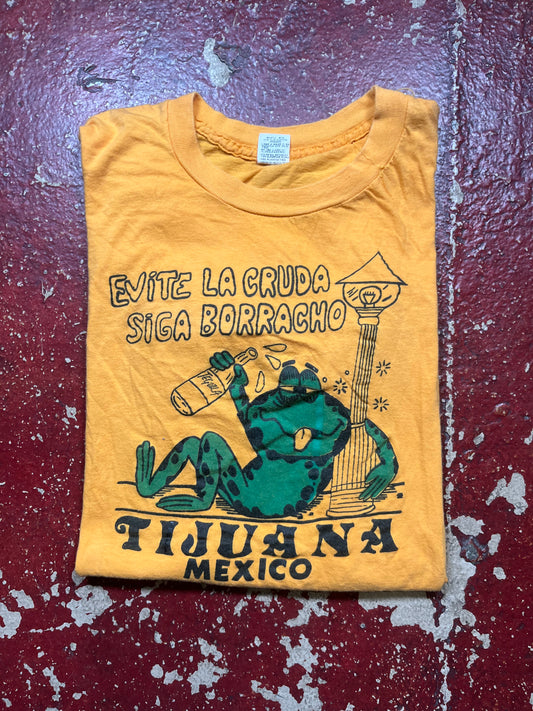 EVITE LA CRUDA
SIGA BORRACHO
TIJUANA
MEXICO